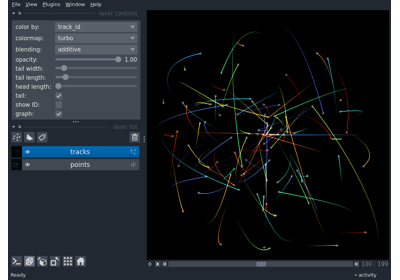 File View Plugins Window Help
layer controls
color by: track_id
colormap: turbo
blending: additive
opacity: 1.00
tail width:
tail length:
head length:
tail:
show ID:
graph:
layer list
tracks
points
100 | 199
Ready
activity